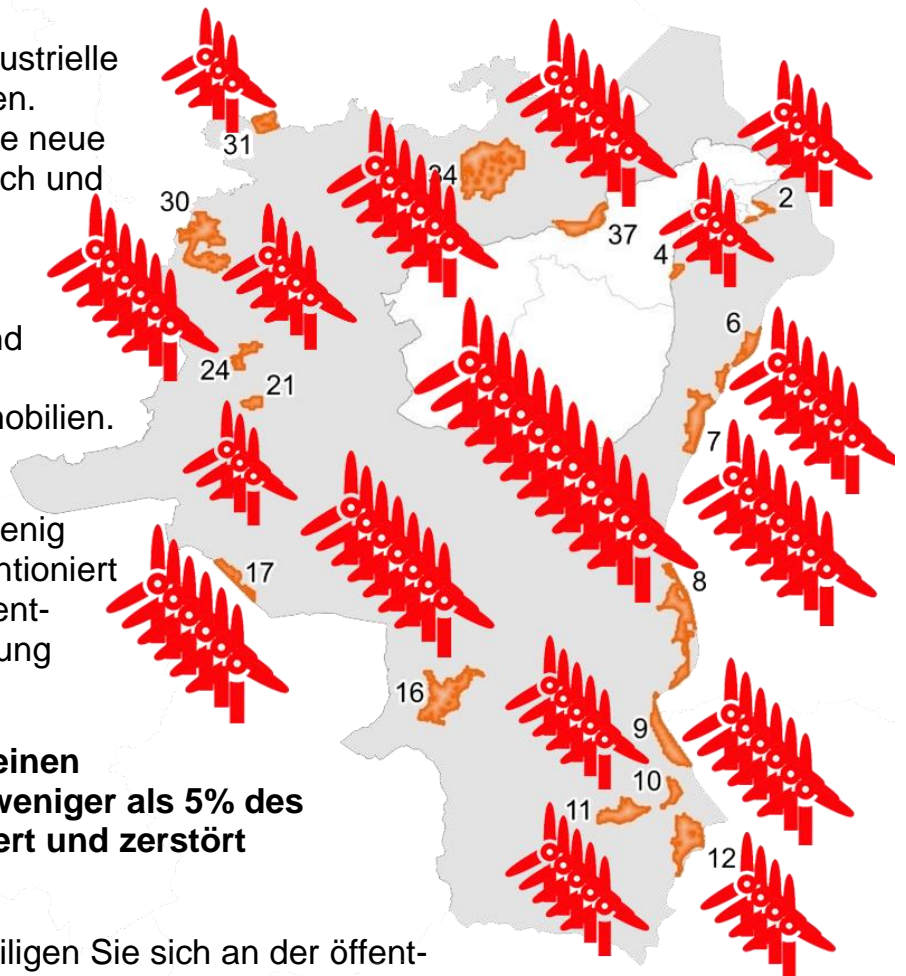 ustrielle
en.
31
e neue
ch und
34
2
30
37
4
6
nd
24
21
mobilien.
7
enig
ntioniert
17
8
ent-
ung
16
9
einen
10
weniger als 5% des
11
ert und zerstört
12
iligen Sie sich an der öffent-